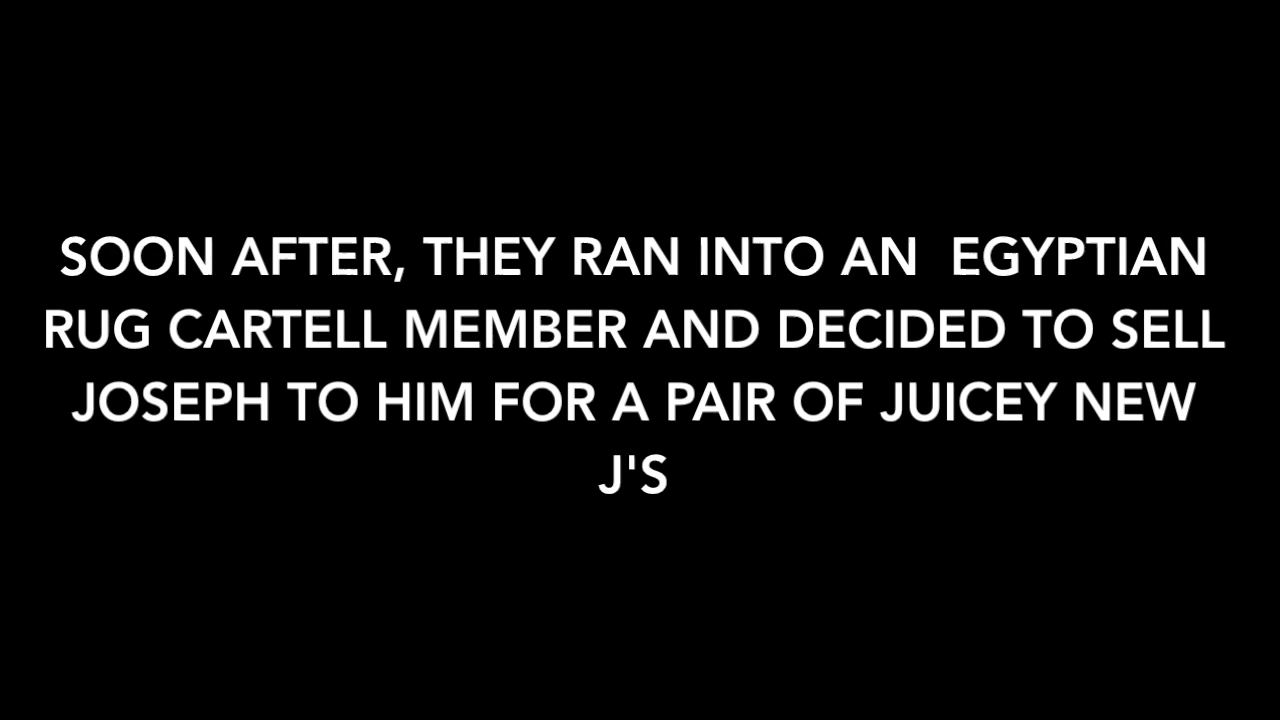 SOON AFTER, THEY RAN INTO AN  EGYPTIAN
RUG CARTELL MEMBER AND DECIDED TO SELL
JOSEPH TO HIM FOR A PAIR OF JUICEY NEW
J'S